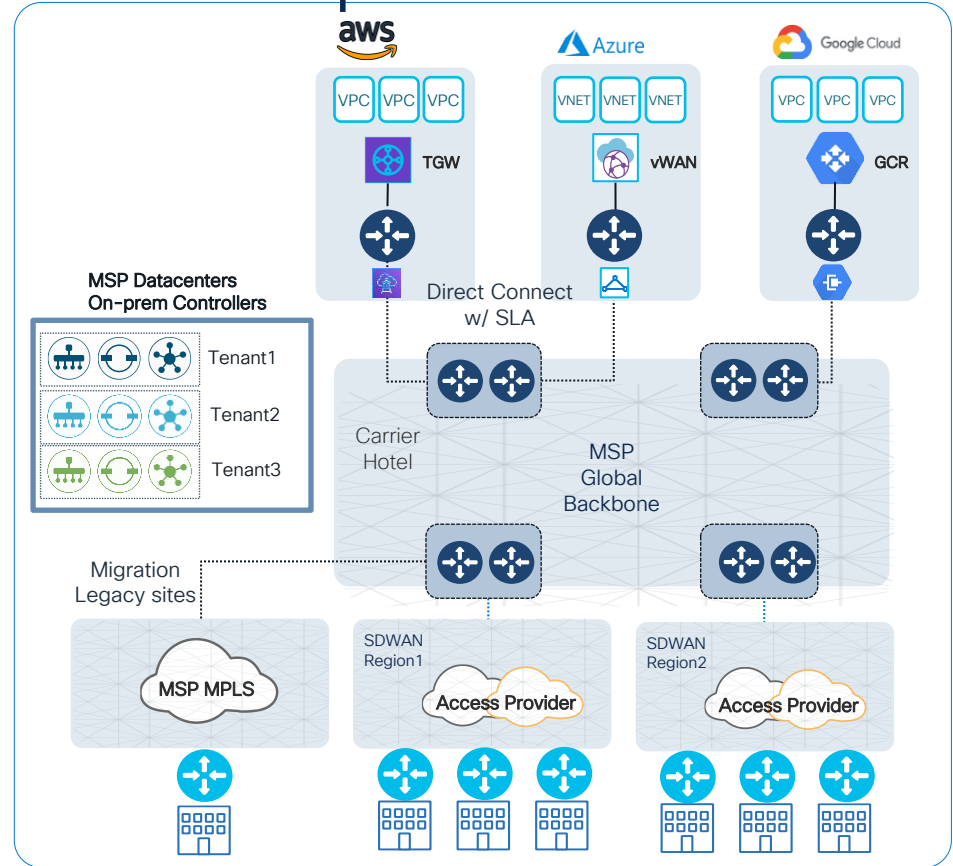 aws
Azure
Google Cloud
VPC VPC VPC
VNET VNET VNET
VPC VPC VPC
TGW
vWAN
GCR
MSP Datacenters
On-prem Controllers
Tenant1
Tenant2
Tenant3
Direct Connect
w/ SLA
Carrier
Hotel
MSP
Global
Backbone
Migration
Legacy sites
MSP MPLS
SDWAN
Region1
Access Provider
SDWAN
Region2
Access Provider